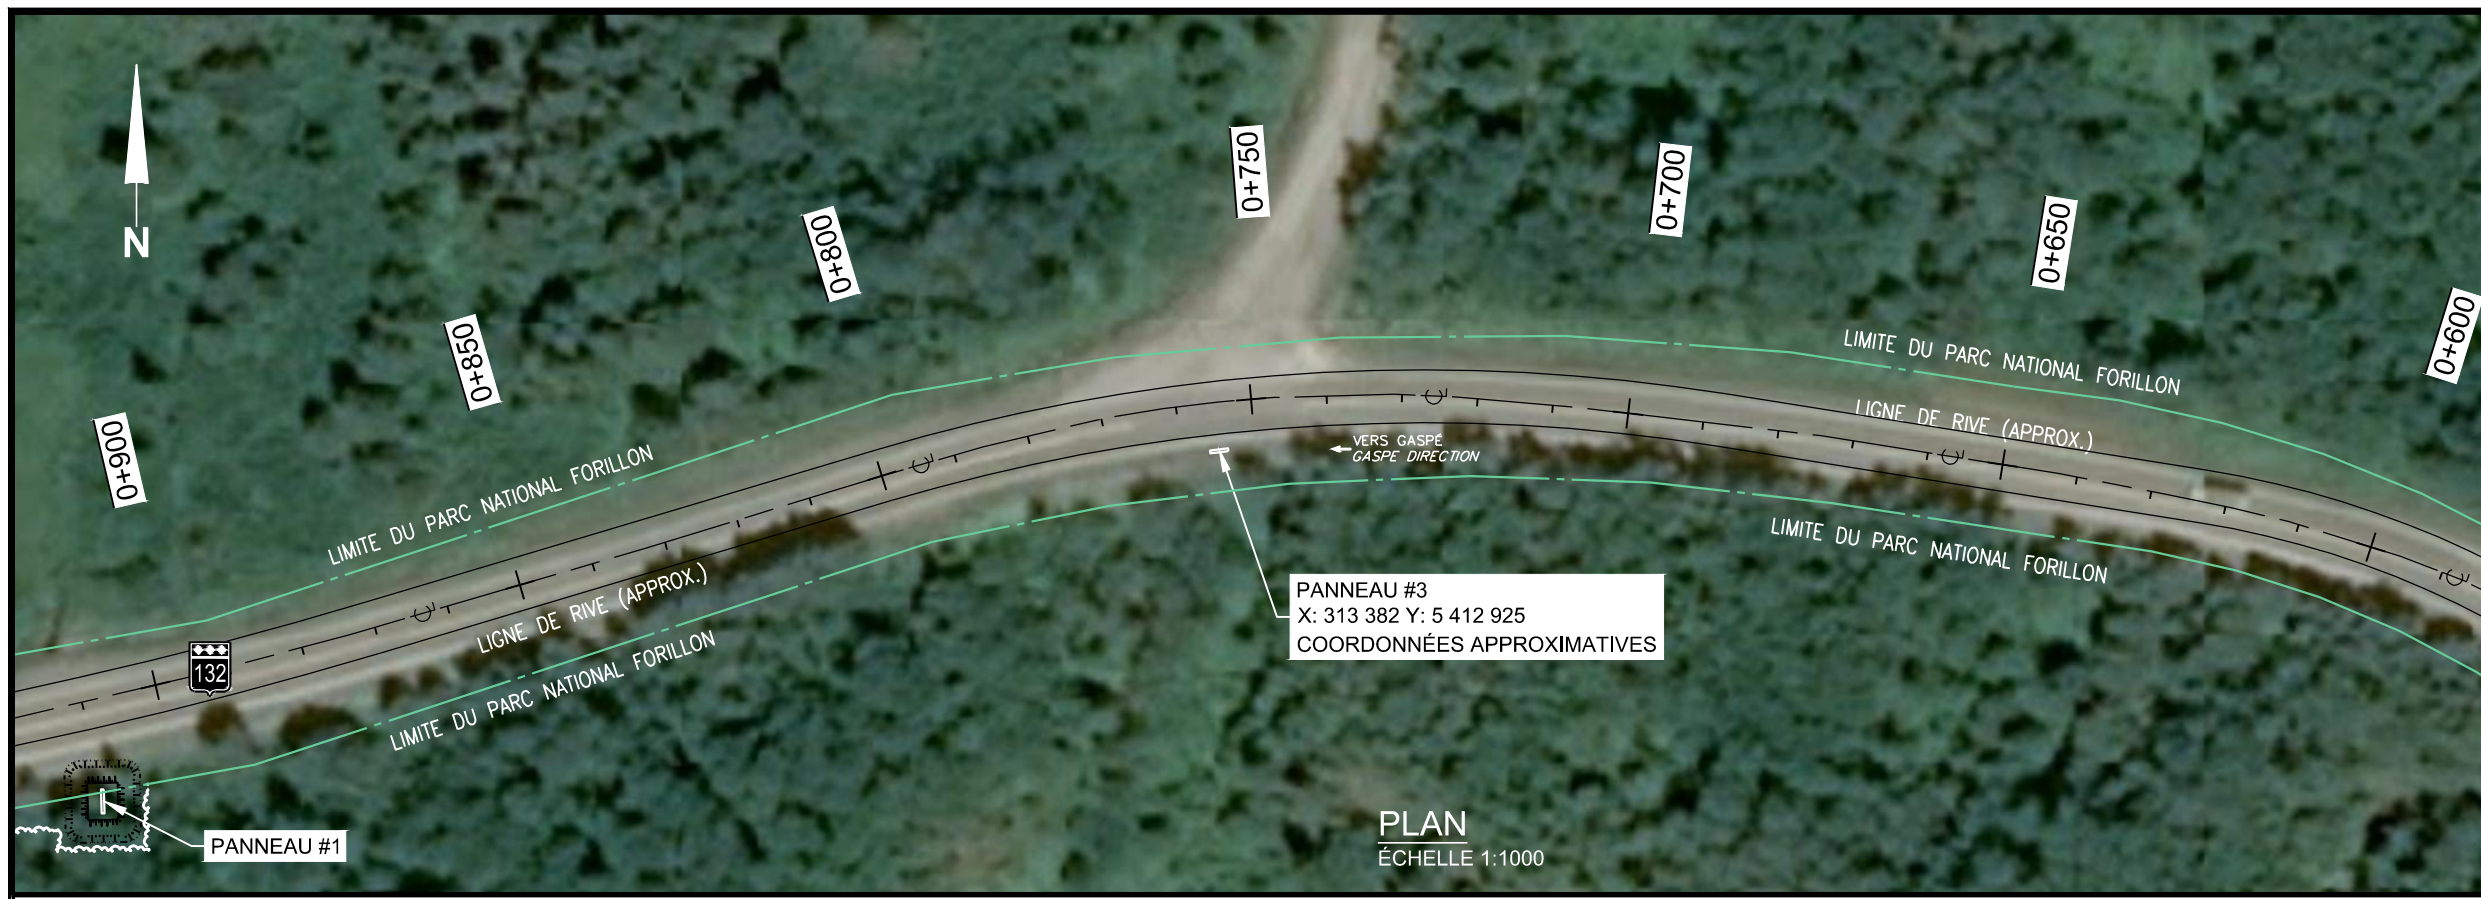 N
0+900
0+850
0+800
0+750
0+700
0+650
0+600
LIMITE DU PARC NATIONAL FORILLON
LIMITE DU PARC NATIONAL FORILLON
LIGNE DE RIVE (APPROX.)
VERS GASPÉ
GASPE DIRECTION
LIMITE DU PARC NATIONAL FORILLON
LIGNE DE RIVE (APPROX.)
LIMITE DU PARC NATIONAL FORILLON
132
PANNEAU #3
X: 313 382 Y: 5 412 925
COORDONNÉES APPROXIMATIVES
PANNEAU #1
PLAN
ÉCHELLE 1:1000